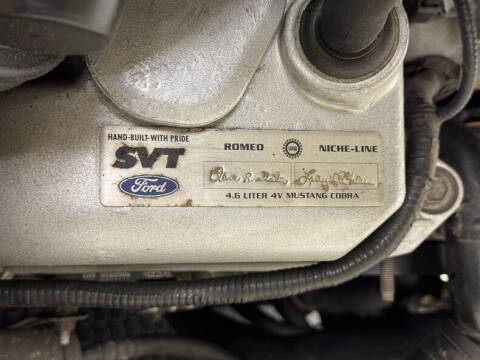 HAND-BUILT-WITH PRIDE
SVT
Ford
ROMEO NICHE-LINE
4.6 LITER 4V MUSTANG COBRA